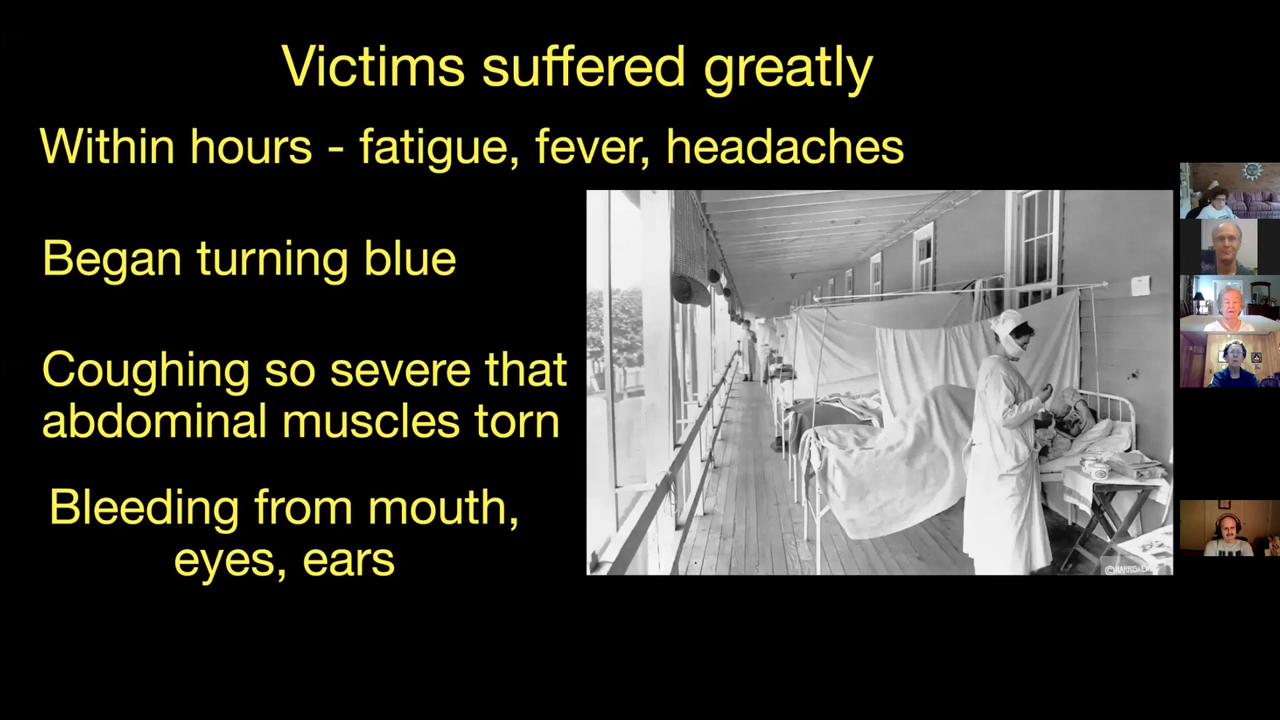 Victims suffered greatly
Within hours - fatigue, fever, headaches
Began turning blue
Coughing so severe that
abdominal muscles torn
Bleeding from mouth,
eyes, ears